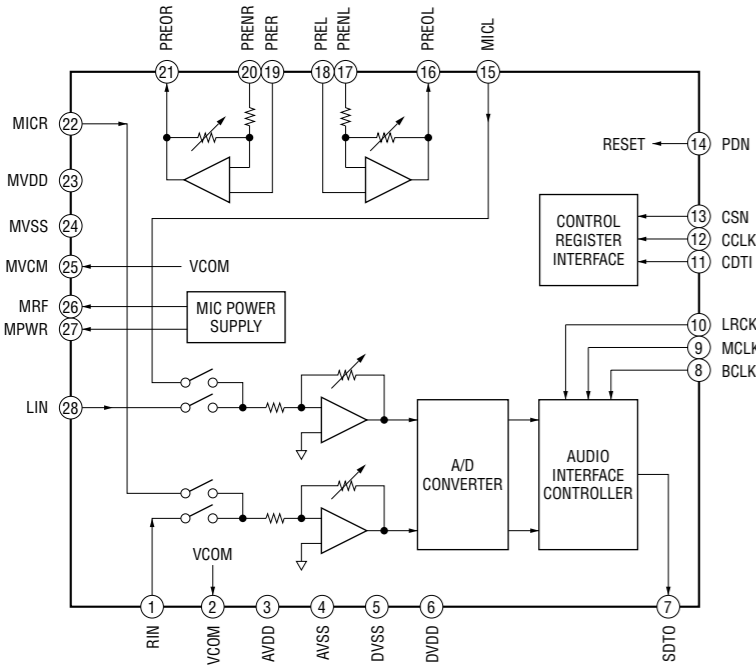 PREOR
PRENR
PRER
PREL
PRENL
PREOL
MICL
21
20
19
18
17
16
15
MICR 22
MVDD 23
MVSS 24
MVCM 25
VCOM
MRF 26
MPWR 27
MIC POWER
SUPPLY
LIN 28
RESET
14 PDN
13 CSN
12 CCLK
11 CDTI
CONTROL
REGISTER
INTERFACE
10 LRCK
9 MCLK
8 BCLK
A/D
CONVERTER
AUDIO
INTERFACE
CONTROLLER
VCOM
1
2
3
4
5
6
7
RIN
VCOM
AVDD
AVSS
DVSS
DVDD
SDTO